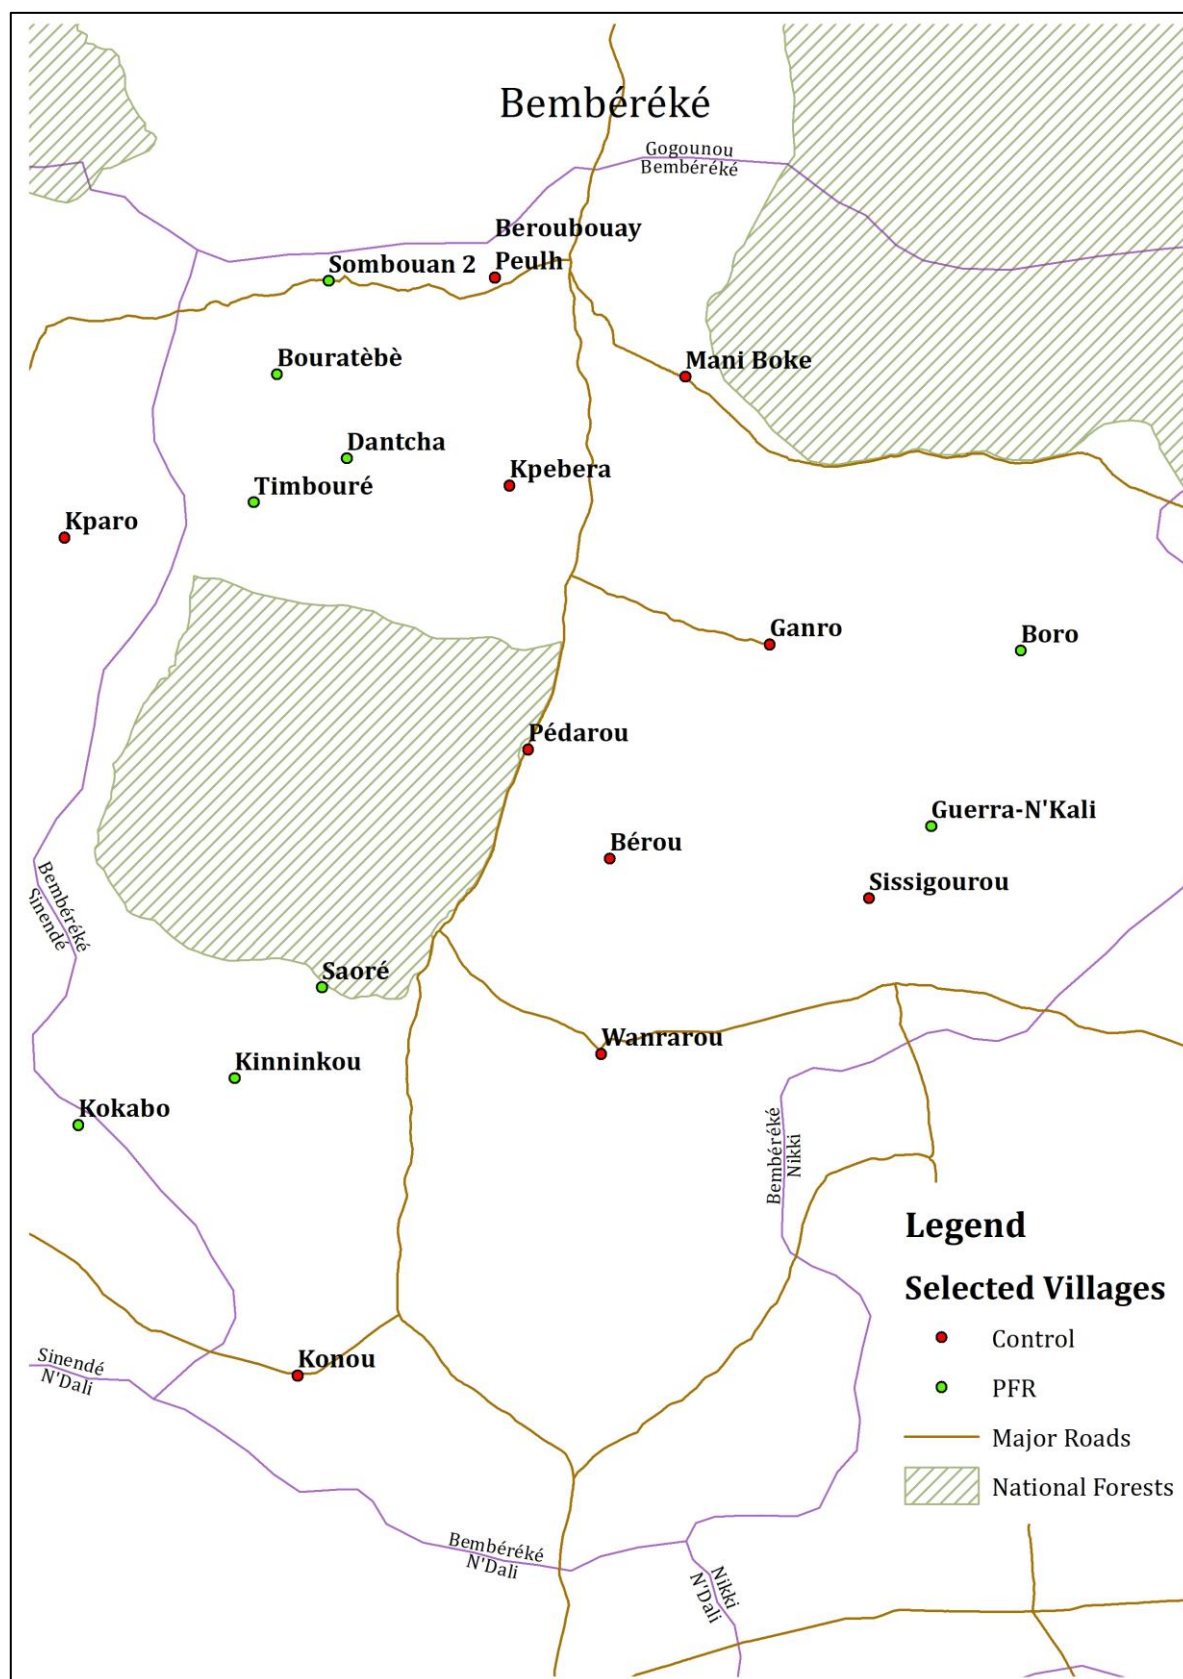 Bembéréké
Gogounou
Bembéréké
Beroubouay
Peulh
Sombouan 2
Bouratèbè
Mani Boke
Dantcha
Kpebera
Timbouré
Kparo
Ganro
Boro
Pédarou
Guerra-N'Kali
Bérou
Sissigourou
Bembéréké
Sinendé
Saoré
Wanrarou
Kinninkou
Kokabo
Bembéréké
Nikki
Legend
Selected Villages
Control
PFR
Major Roads
National Forests
Konou
Sinendé
N'Dali
Bembéréké
N'Dali
Nikki
N'Dali